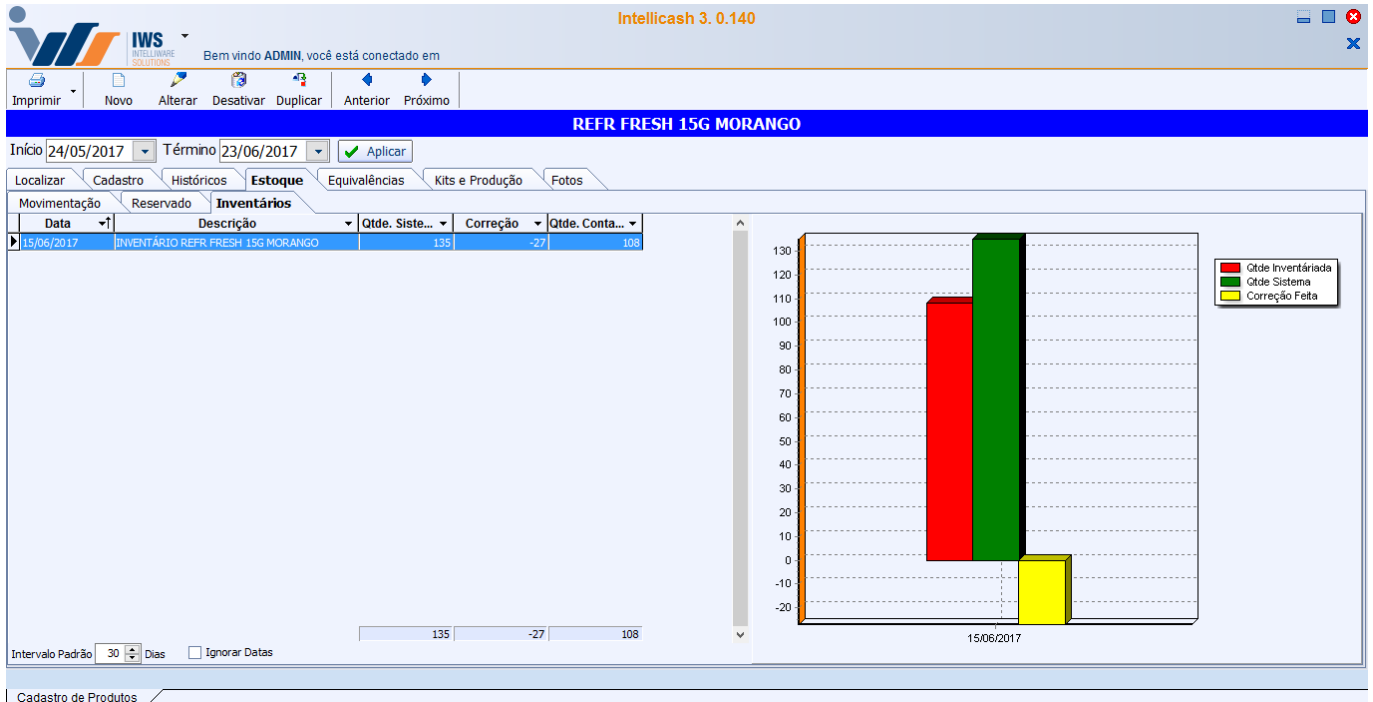 Intellicash 3. 0.140
IWS
INTELLIWARE
SOLUTIONS
Bem vindo ADMIN, você está conectado em
Imprimir Novo Alterar Desativar Duplicar Anterior Próximo
REFR FRESH 15G MORANGO
Início 24/05/2017 Término 23/06/2017 Aplicar
Localizar Cadastro Históricos Estoque Equivalências Kits e Produção Fotos
Movimentação Reservado Inventários
Data Descrição Qtde. Siste... Correção Qtde. Conta...
15/06/2017 INVENTÁRIO REFR FRESH 15G MORANGO 135 -27 108
130
120
110
100
90
80
70
60
50
40
30
20
10
0
-10
-20
15/06/2017
Qtde Inventáriada
Qtde Sistema
Correção Feita
135 -27 108
Intervalo Padrão 30 Dias Ignorar Datas
Cadastro de Produtos